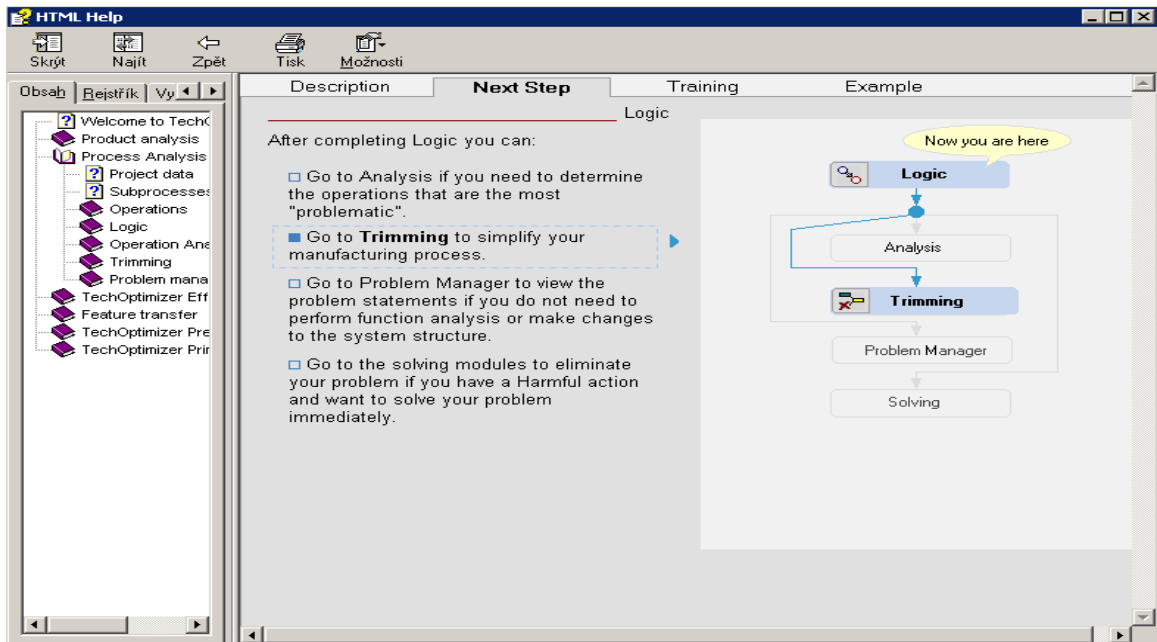 HTML Help
Skrýt Najít Zpět Tisk Možnosti
Obsah Rejstřík Vy
Welcome to Tech
Product analysis
Process Analysis
Project data
Subprocesses
Operations
Logic
Operation Ana
Trimming
Problem mana
TechOptimizer Eff
Feature transfer
TechOptimizer Pre
TechOptimizer Prin
Description Next Step Training Example
Logic
After completing Logic you can:
Go to Analysis if you need to determine
the operations that are the most
"problematic".
Go to Trimming to simplify your
manufacturing process.
Go to Problem Manager to view the
problem statements if you do not need to
perform function analysis or make changes
to the system structure.
Go to the solving modules to eliminate
your problem if you have a Harmful action
and want to solve your problem
immediately.
Now you are here
Logic
Analysis
Trimming
Problem Manager
Solving